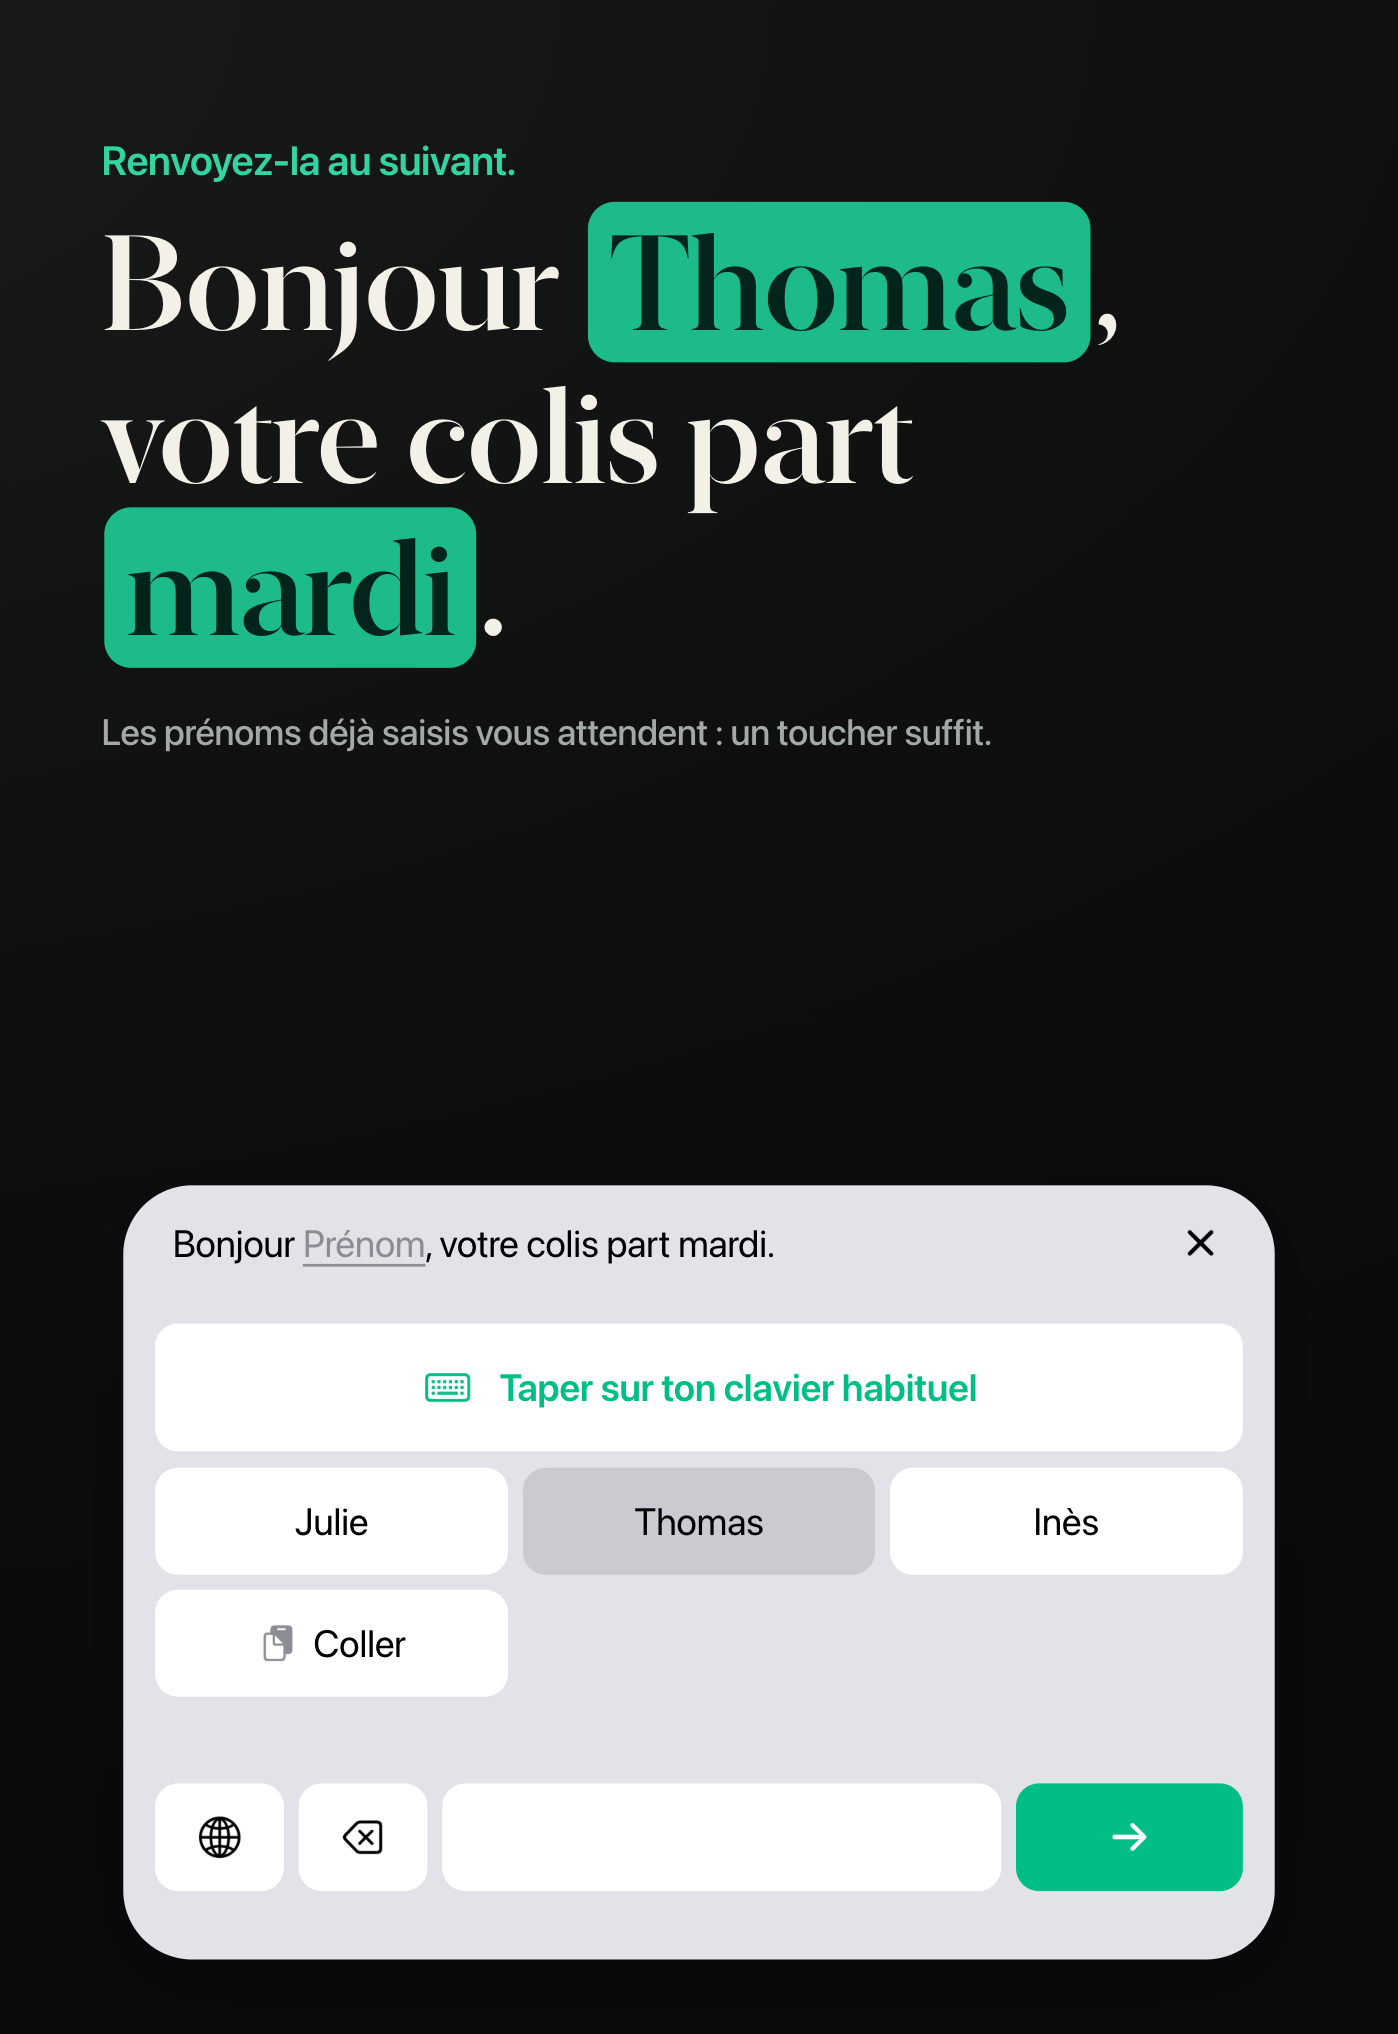 Renvoyez-la au suivant.
Bonjour Thomas,
votre colis part
mardi.
Les prénoms déjà saisis vous attendent : un toucher suffit.
Bonjour Prénom, votre colis part mardi.
Taper sur ton clavier habituel
Julie
Thomas
Inès
Coller